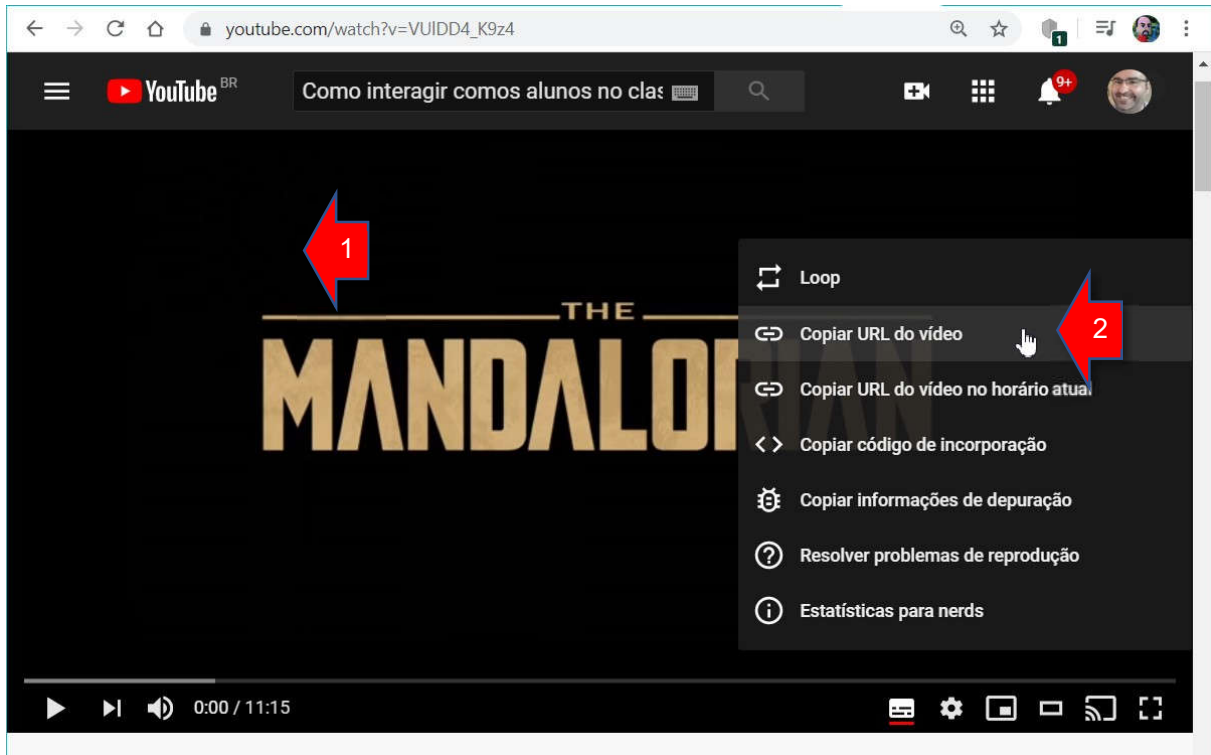 youtube.com/watch?v=VUlDD4_K9z4
1
YouTube BR
Como interagir comos alunos no clas
9+
1
THE
MANDALORIAN
Loop
Copiar URL do vídeo
2
Copiar URL do vídeo no horário atual
Copiar código de incorporação
Copiar informações de depuração
Resolver problemas de reprodução
Estatísticas para nerds
0:00 / 11:15